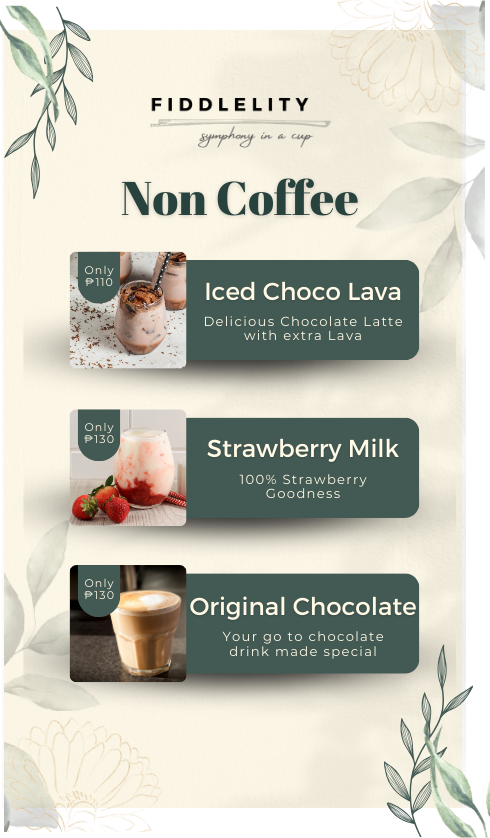 FIDDLELITY
symphony in a cup
Non Coffee
Only
₱110
Iced Choco Lava
Delicious Chocolate Latte
with extra Lava
Only
₱130
Strawberry Milk
100% Strawberry
Goodness
Only
₱130
Original Chocolate
Your go to chocolate
drink made special